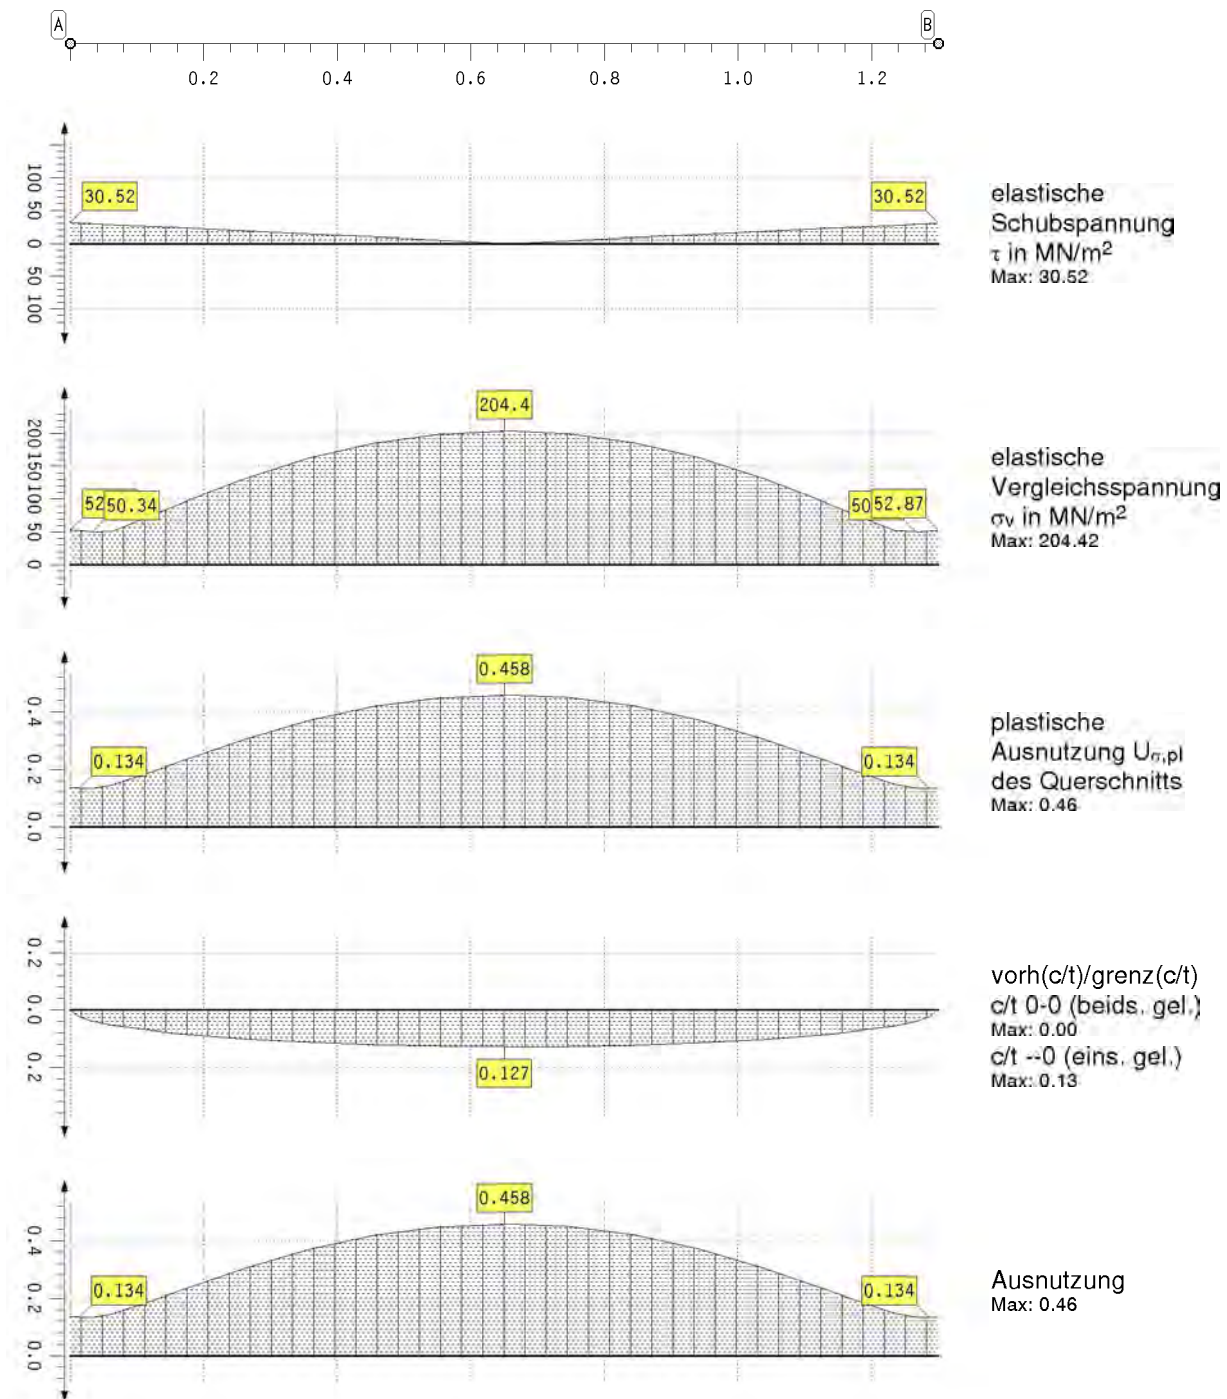 A B
0.2 0.4 0.6 0.8 1.0 1.2
100
50
0
50
100
30.52
30.52
elastische
Schubspannung
τ in MN/m²
Max: 30.52
200
150
100
50
0
204.4
52
50.34
50
52.87
elastische
Vergleichsspannung
σv in MN/m²
Max: 204.42
0.4
0.2
0.0
0.458
0.134
0.134
plastische
Ausnutzung Uσ,pl
des Querschnitts
Max: 0.46
0.2
0.0
0.2
0.127
vorh(c/t)/grenz(c/t)
c/t 0-0 (beids. gel.)
Max: 0.00
c/t --0 (eins. gel.)
Max: 0.13
0.4
0.2
0.0
0.458
0.134
0.134
Ausnutzung
Max: 0.46